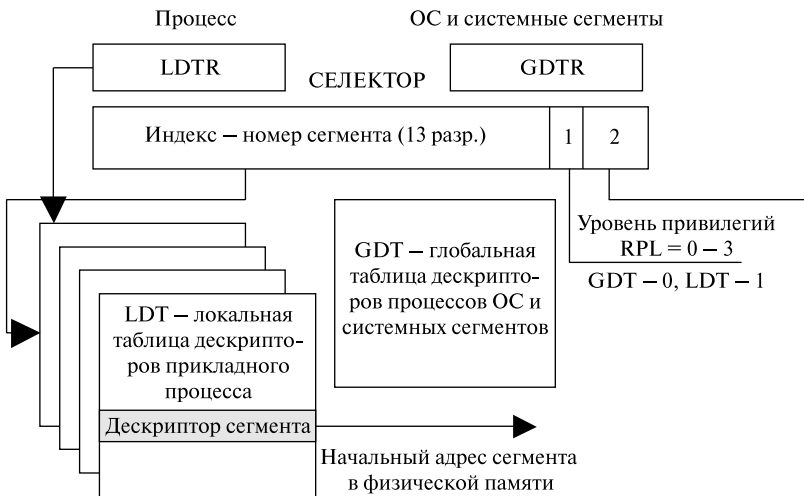 Процесс
ОС и системные сегменты
LDTR
СЕЛЕКТОР
GDTR
Индекс – номер сегмента (13 разр.)
1
2
Уровень привилегий
RPL = 0 – 3
GDT – 0, LDT – 1
GDT – глобальная
таблица дескрипто-
ров процессов ОС и
системных сегментов
LDT – локальная
таблица дескрипто-
ров прикладного
процесса
Дескриптор сегмента
Начальный адрес сегмента
в физической памяти